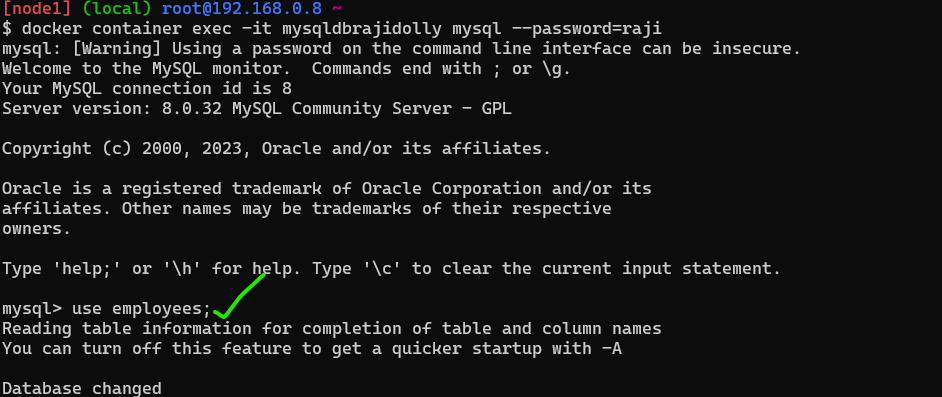 [node1] (local) root@192.168.0.8 ~
$ docker container exec -it mysqldbrajidolly mysql --password=raji
mysql: [Warning] Using a password on the command line interface can be insecure.
Welcome to the MySQL monitor.  Commands end with ; or \g.
Your MySQL connection id is 8
Server version: 8.0.32 MySQL Community Server - GPL
Copyright (c) 2000, 2023, Oracle and/or its affiliates.
Oracle is a registered trademark of Oracle Corporation and/or its
affiliates. Other names may be trademarks of their respective
owners.
Type 'help;' or '\h' for help. Type '\c' to clear the current input statement.
mysql> use employees;
Reading table information for completion of table and column names
You can turn off this feature to get a quicker startup with -A
Database changed